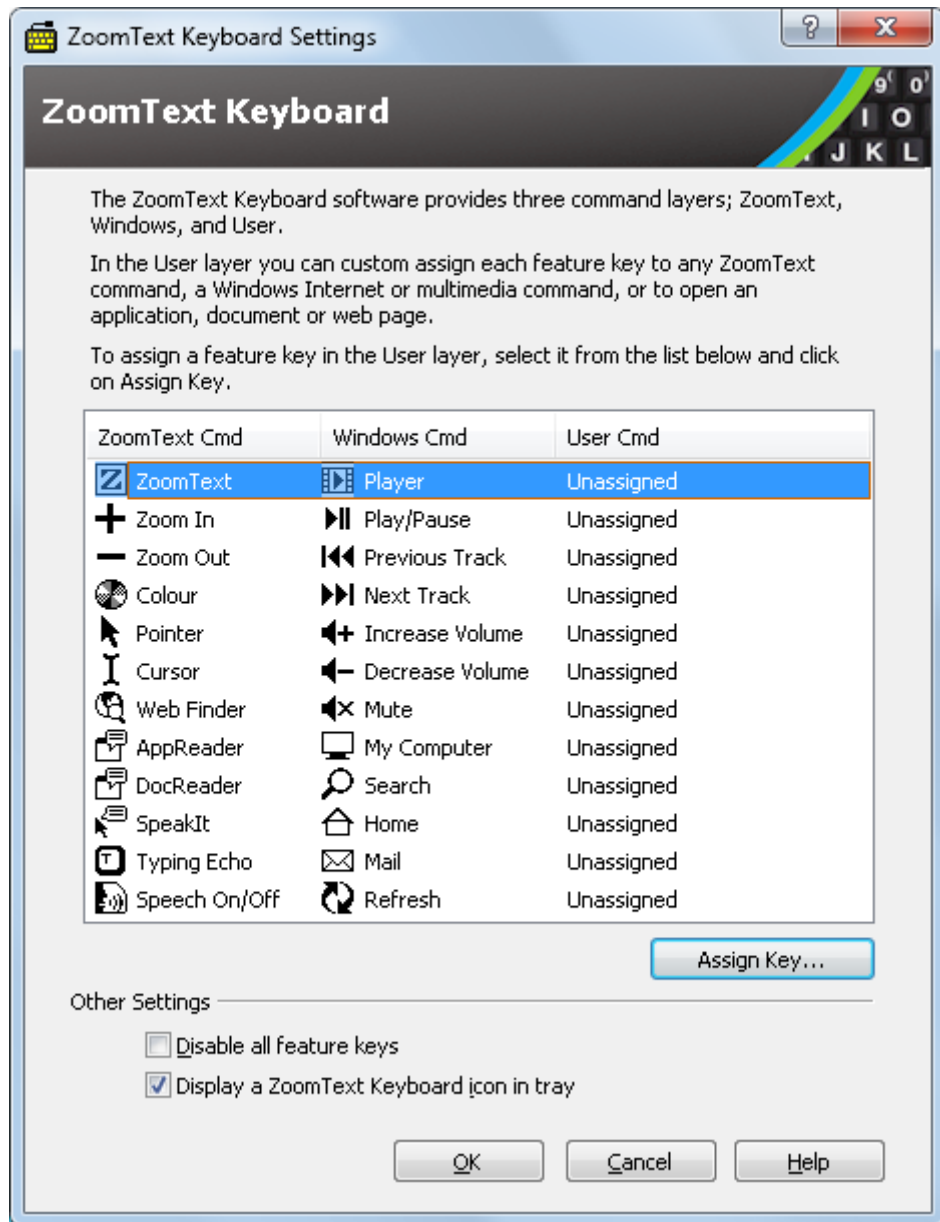 ZoomText Keyboard Settings
ZoomText Keyboard
9( 0)
I O
J K L
The ZoomText Keyboard software provides three command layers; ZoomText,
Windows, and User.
In the User layer you can custom assign each feature key to any ZoomText
command, a Windows Internet or multimedia command, or to open an
application, document or web page.
To assign a feature key in the User layer, select it from the list below and click
on Assign Key.
ZoomText Cmd Windows Cmd User Cmd
Z ZoomText Player Unassigned
Zoom In Play/Pause Unassigned
Zoom Out Previous Track Unassigned
Colour Next Track Unassigned
Pointer Increase Volume Unassigned
Cursor Decrease Volume Unassigned
Web Finder Mute Unassigned
AppReader My Computer Unassigned
DocReader Search Unassigned
SpeakIt Home Unassigned
T Typing Echo Mail Unassigned
Speech On/Off Refresh Unassigned
Assign Key...
Other Settings
Disable all feature keys
Display a ZoomText Keyboard icon in tray
OK Cancel Help